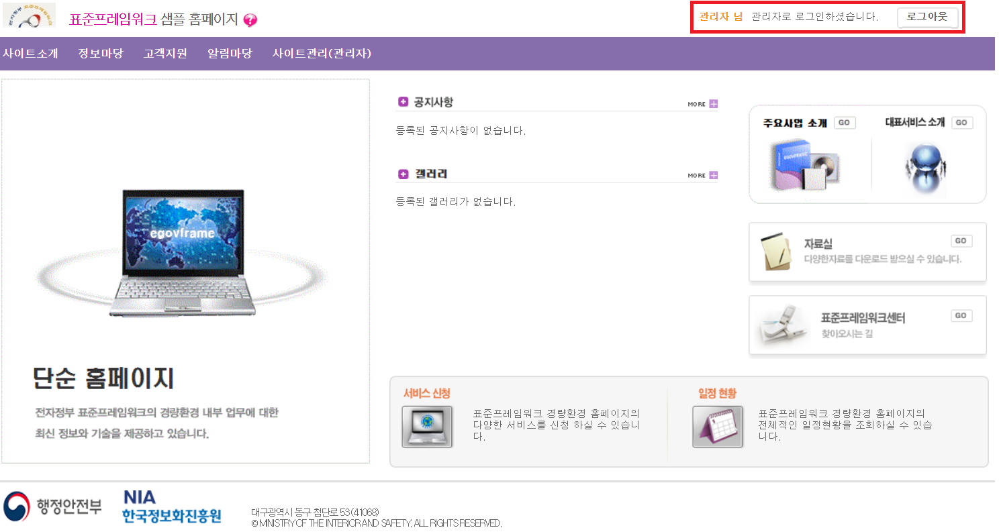 전자정부 표준프레임워크
표준프레임워크 샘플 홈페이지 ?
관리자 님 관리자로 로그인하셨습니다. 로그아웃
사이트소개 정보마당 고객지원 알림마당 사이트관리(관리자)
공지사항 MORE
등록된 공지사항이 없습니다.
갤러리 MORE
등록된 갤러리가 없습니다.
주요사업 소개 GO
대표서비스 소개 GO
EGOVFRAME
자료실 GO
다양한자료를 다운로드 받으실 수 있습니다.
표준프레임워크센터 GO
찾아오시는 길
egovframe
단순 홈페이지
전자정부 표준프레임워크의 경량환경 내부 업무에 대한
최신 정보와 기술을 제공하고 있습니다.
서비스 신청
표준프레임워크 경량환경 홈페이지의
다양한 서비스를 신청 하실 수 있습니
다.
일정 현황
표준프레임워크 경량환경 홈페이지의
전체적인 일정현황을 조회하실 수 있습
니다.
행정안전부
NIA
한국정보화진흥원
대구광역시 동구 첨단로 53 (41068)
© MINISTRY OF THE INTERIOR AND SAFETY, ALL RIGHTS RESERVED.